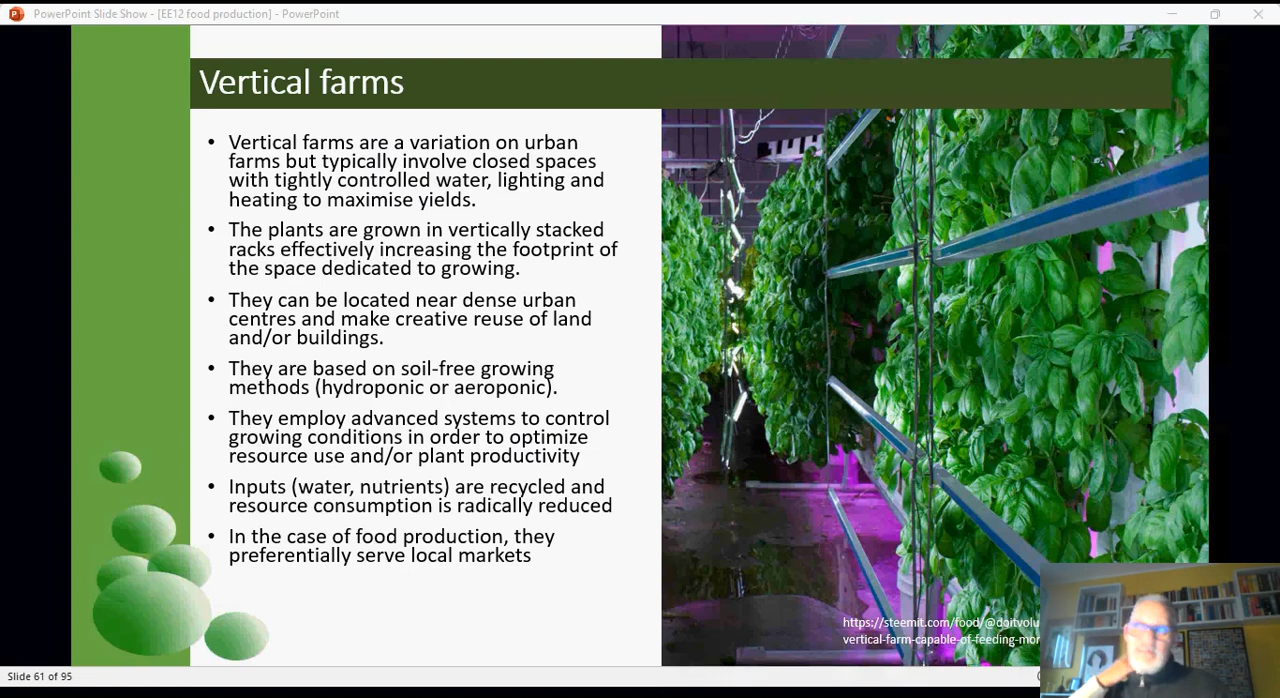 PowerPoint Slide Show - [EE12 food production] - PowerPoint
Vertical farms
• Vertical farms are a variation on urban
farms but typically involve closed spaces
with tightly controlled water, lighting and
heating to maximise yields.
• The plants are grown in vertically stacked
racks effectively increasing the footprint of
the space dedicated to growing.
• They can be located near dense urban
centres and make creative reuse of land
and/or buildings.
• They are based on soil-free growing
methods (hydroponic or aeroponic).
• They employ advanced systems to control
growing conditions in order to optimize
resource use and/or plant productivity
• Inputs (water, nutrients) are recycled and
resource consumption is radically reduced
• In the case of food production, they
preferentially serve local markets
https://steemit.com/food/@doitvolu
vertical-farm-capable-of-feeding-mor
Slide 61 of 95